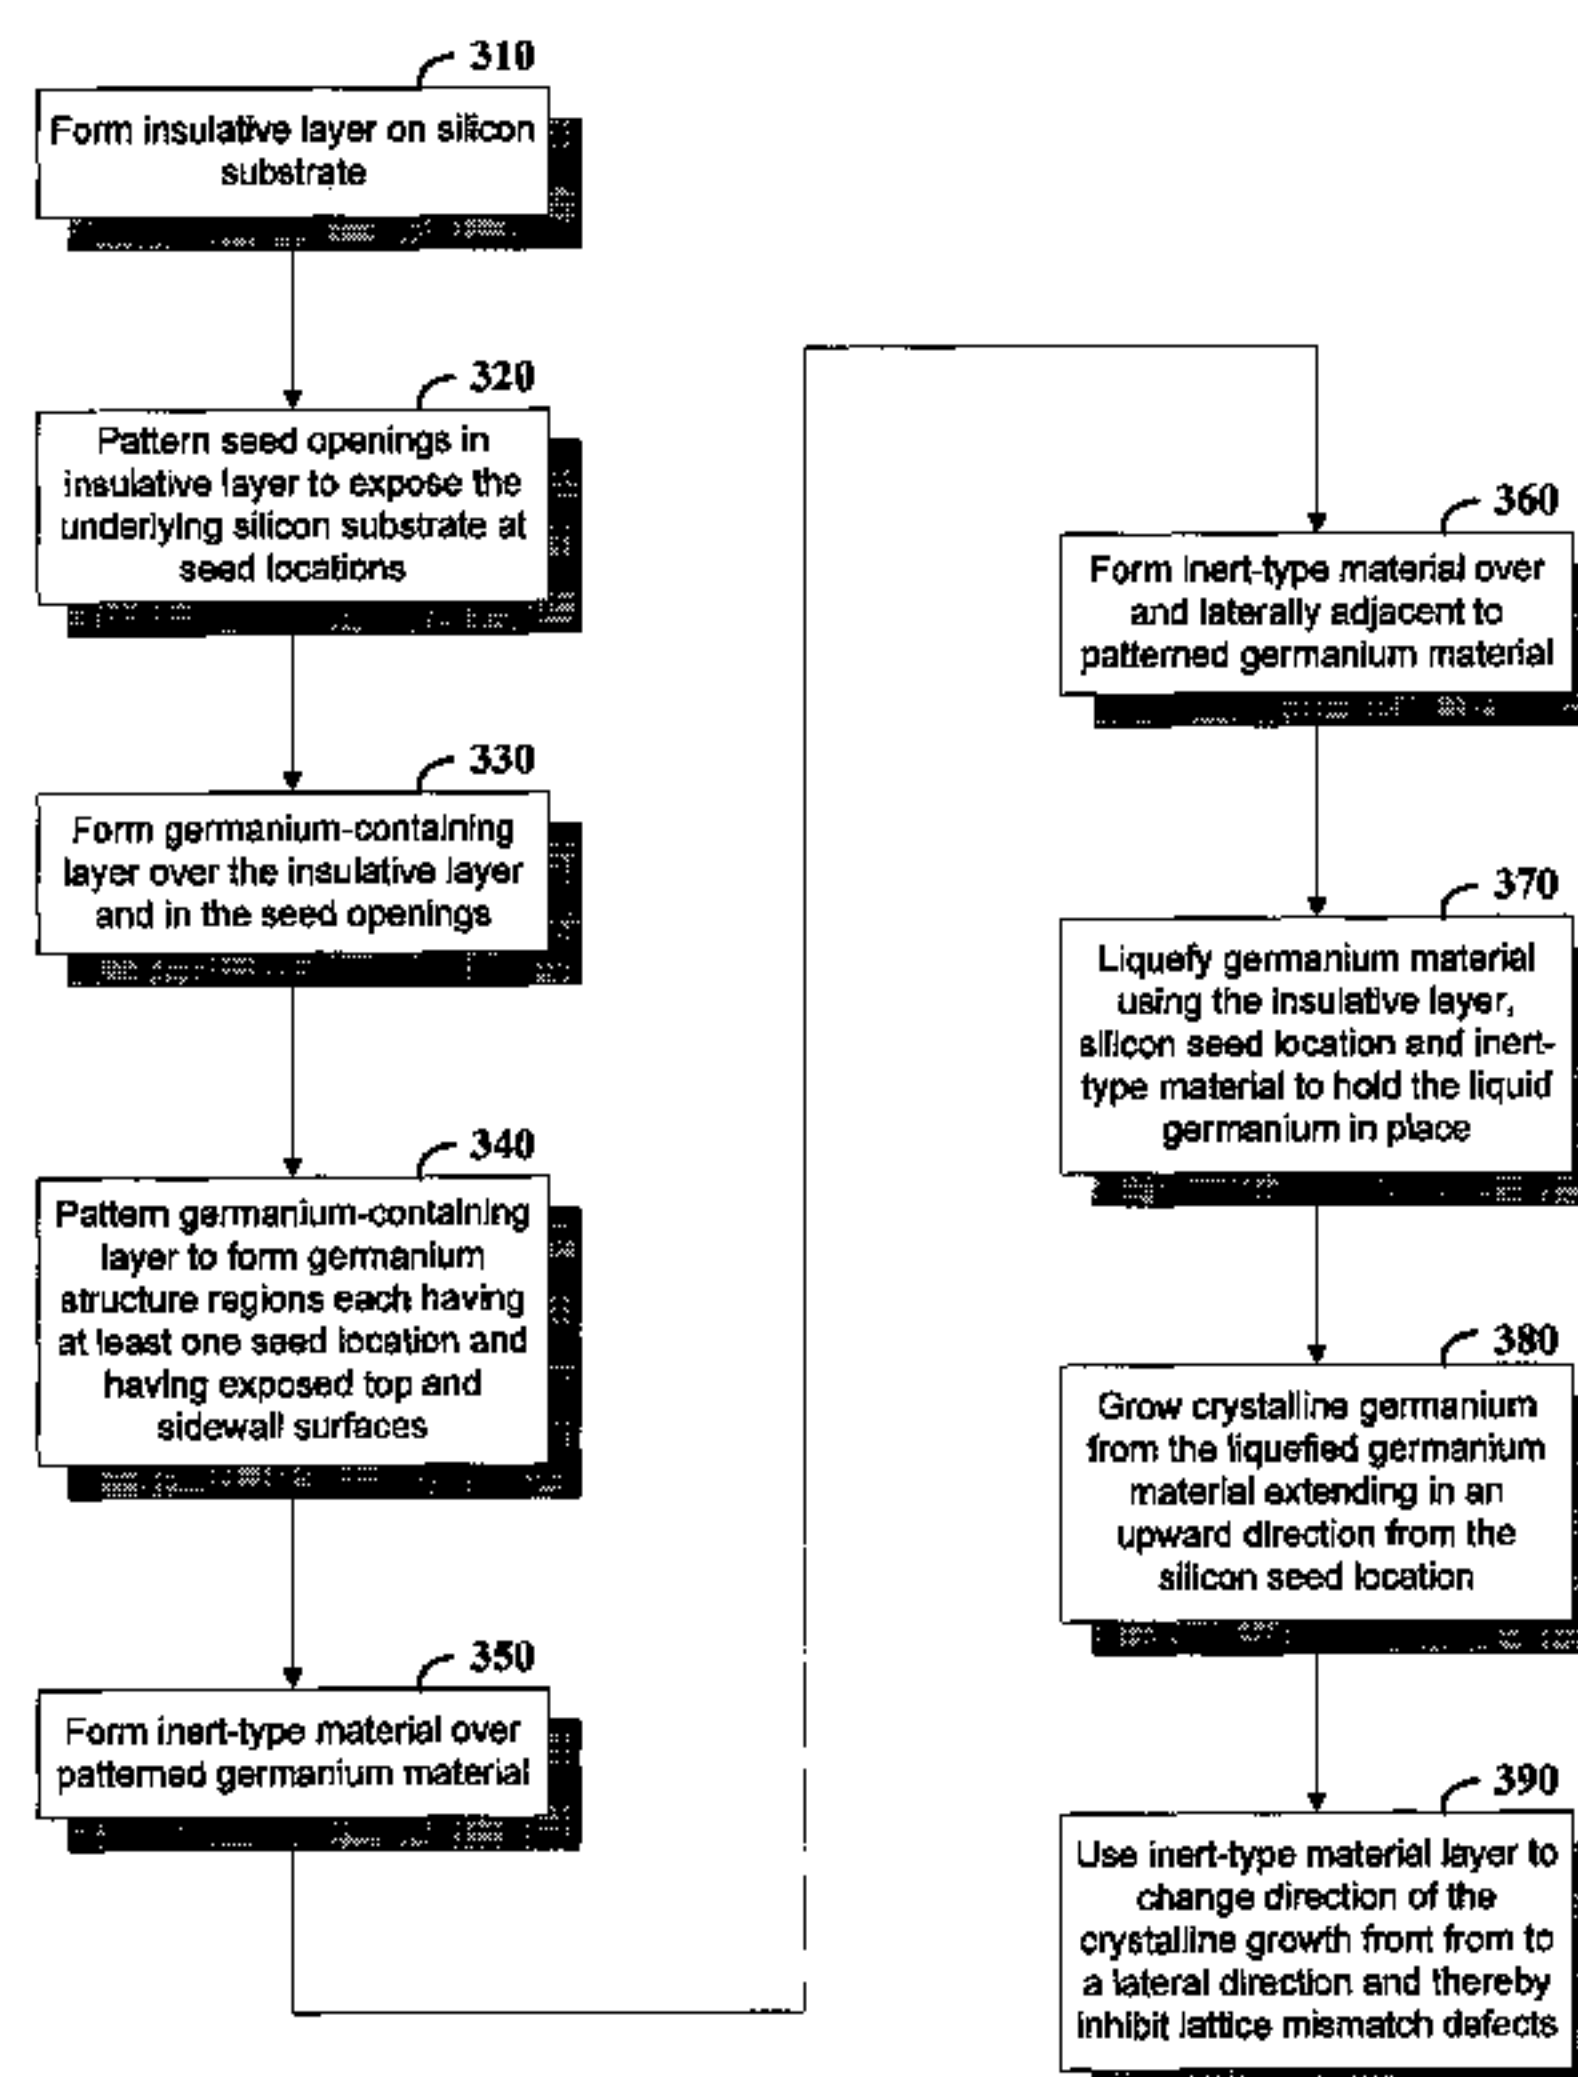 310
Form insulative layer on silicon
substrate
320
Pattern seed openings in
insulative layer to expose the
underlying silicon substrate at
seed locations
330
Form germanium-containing
layer over the insulative layer
and in the seed openings
340
Pattern germanium-containing
layer to form germanium
structure regions each having
at least one seed location and
having exposed top and
sidewall surfaces
350
Form inert-type material over
patterned germanium material
360
Form inert-type material over
and laterally adjacent to
patterned germanium material
370
Liquefy germanium material
using the insulative layer,
silicon seed location and inert-
type material to hold the liquid
germanium in place
380
Grow crystalline germanium
from the liquefied germanium
material extending in an
upward direction from the
silicon seed location
390
Use inert-type material layer to
change direction of the
crystalline growth front from to
a lateral direction and thereby
inhibit lattice mismatch defects